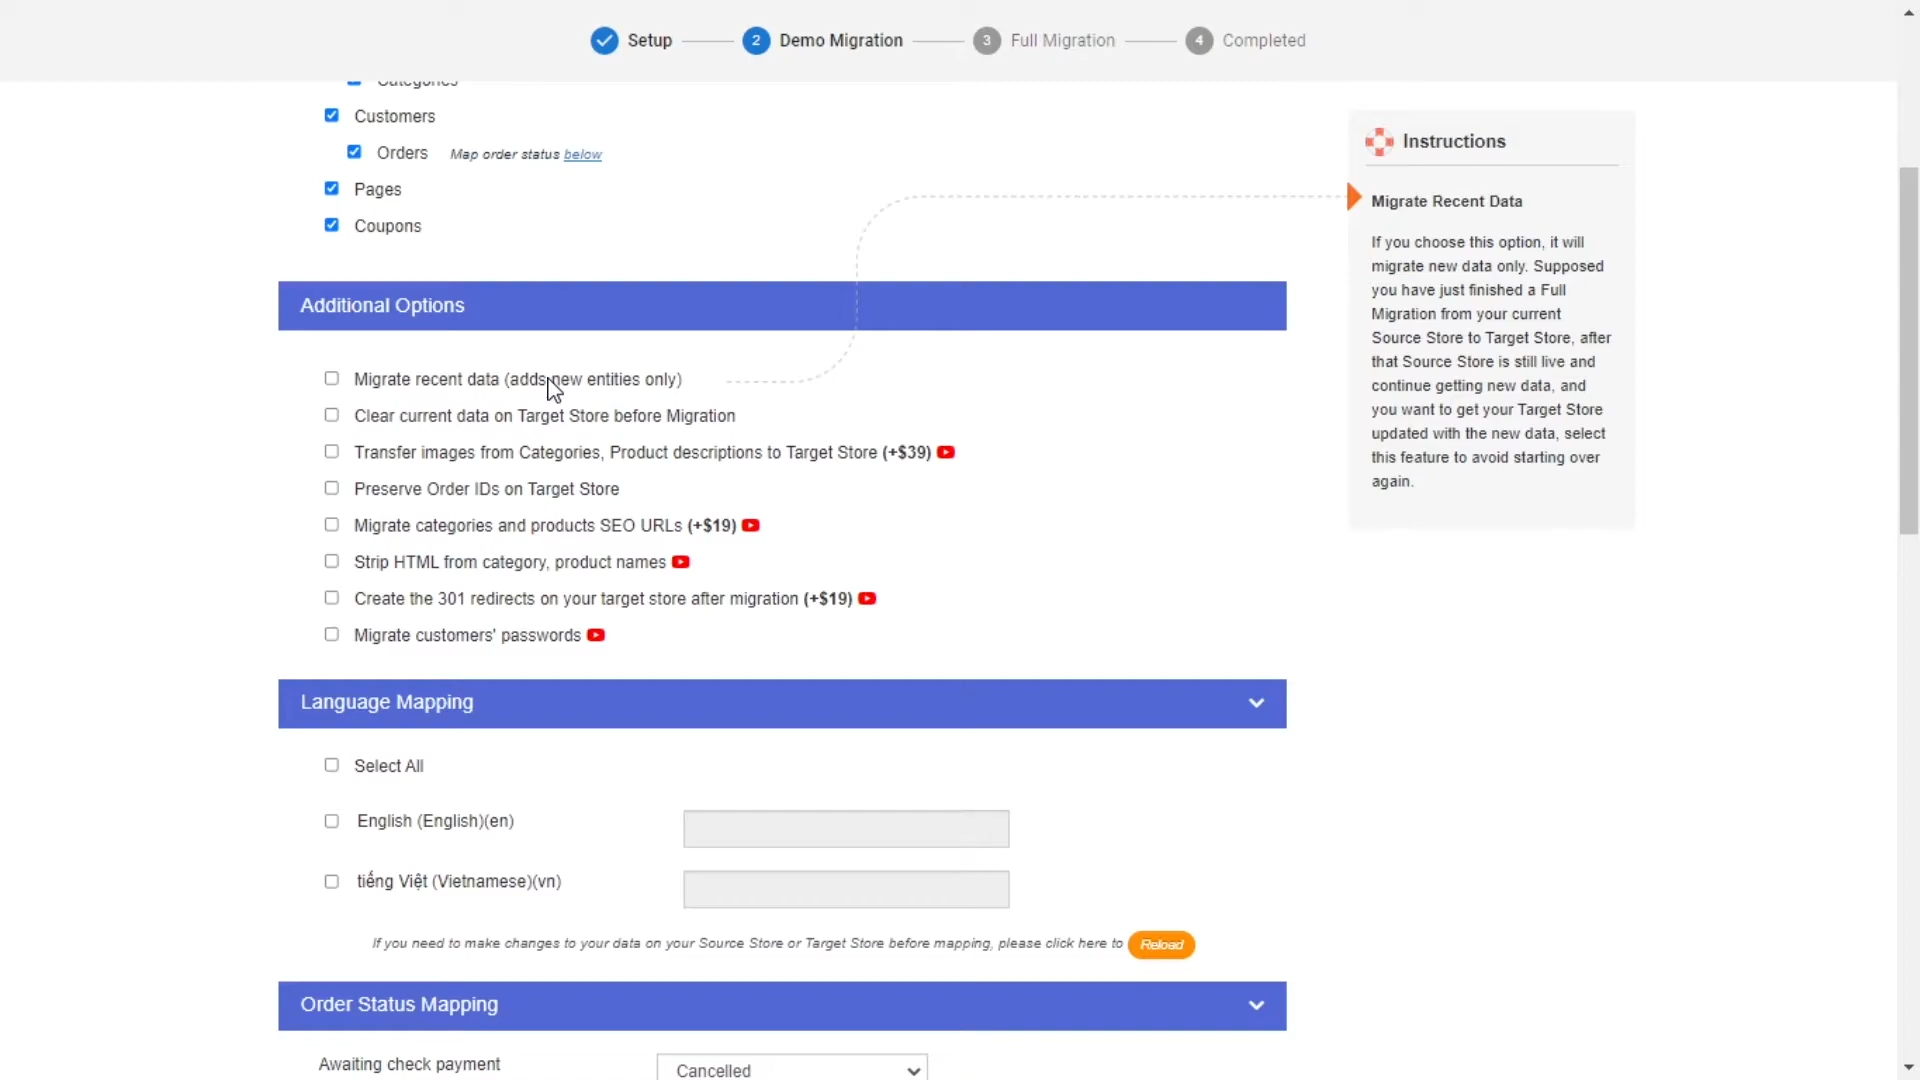 Setup
2
Demo Migration
3
Full Migration
4
Completed
Categories
Customers
Orders Map order status below
Pages
Coupons
Additional Options
Migrate recent data (adds new entities only)
Clear current data on Target Store before Migration
Transfer images from Categories, Product descriptions to Target Store (+$39)
Preserve Order IDs on Target Store
Migrate categories and products SEO URLs (+$19)
Strip HTML from category, product names
Create the 301 redirects on your target store after migration (+$19)
Migrate customers' passwords
Language Mapping
Select All
English (English)(en)
tiếng Việt (Vietnamese)(vn)
If you need to make changes to your data on your Source Store or Target Store before mapping, please click here to Reload
Order Status Mapping
Awaiting check payment
Cancelled
Instructions
Migrate Recent Data
If you choose this option, it will
migrate new data only. Supposed
you have just finished a Full
Migration from your current
Source Store to Target Store, after
that Source Store is still live and
continue getting new data, and
you want to get your Target Store
updated with the new data, select
this feature to avoid starting over
again.